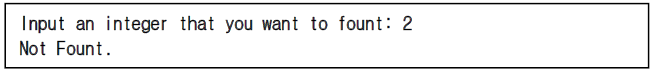 Input an integer that you want to fount: 2
Not Fount.